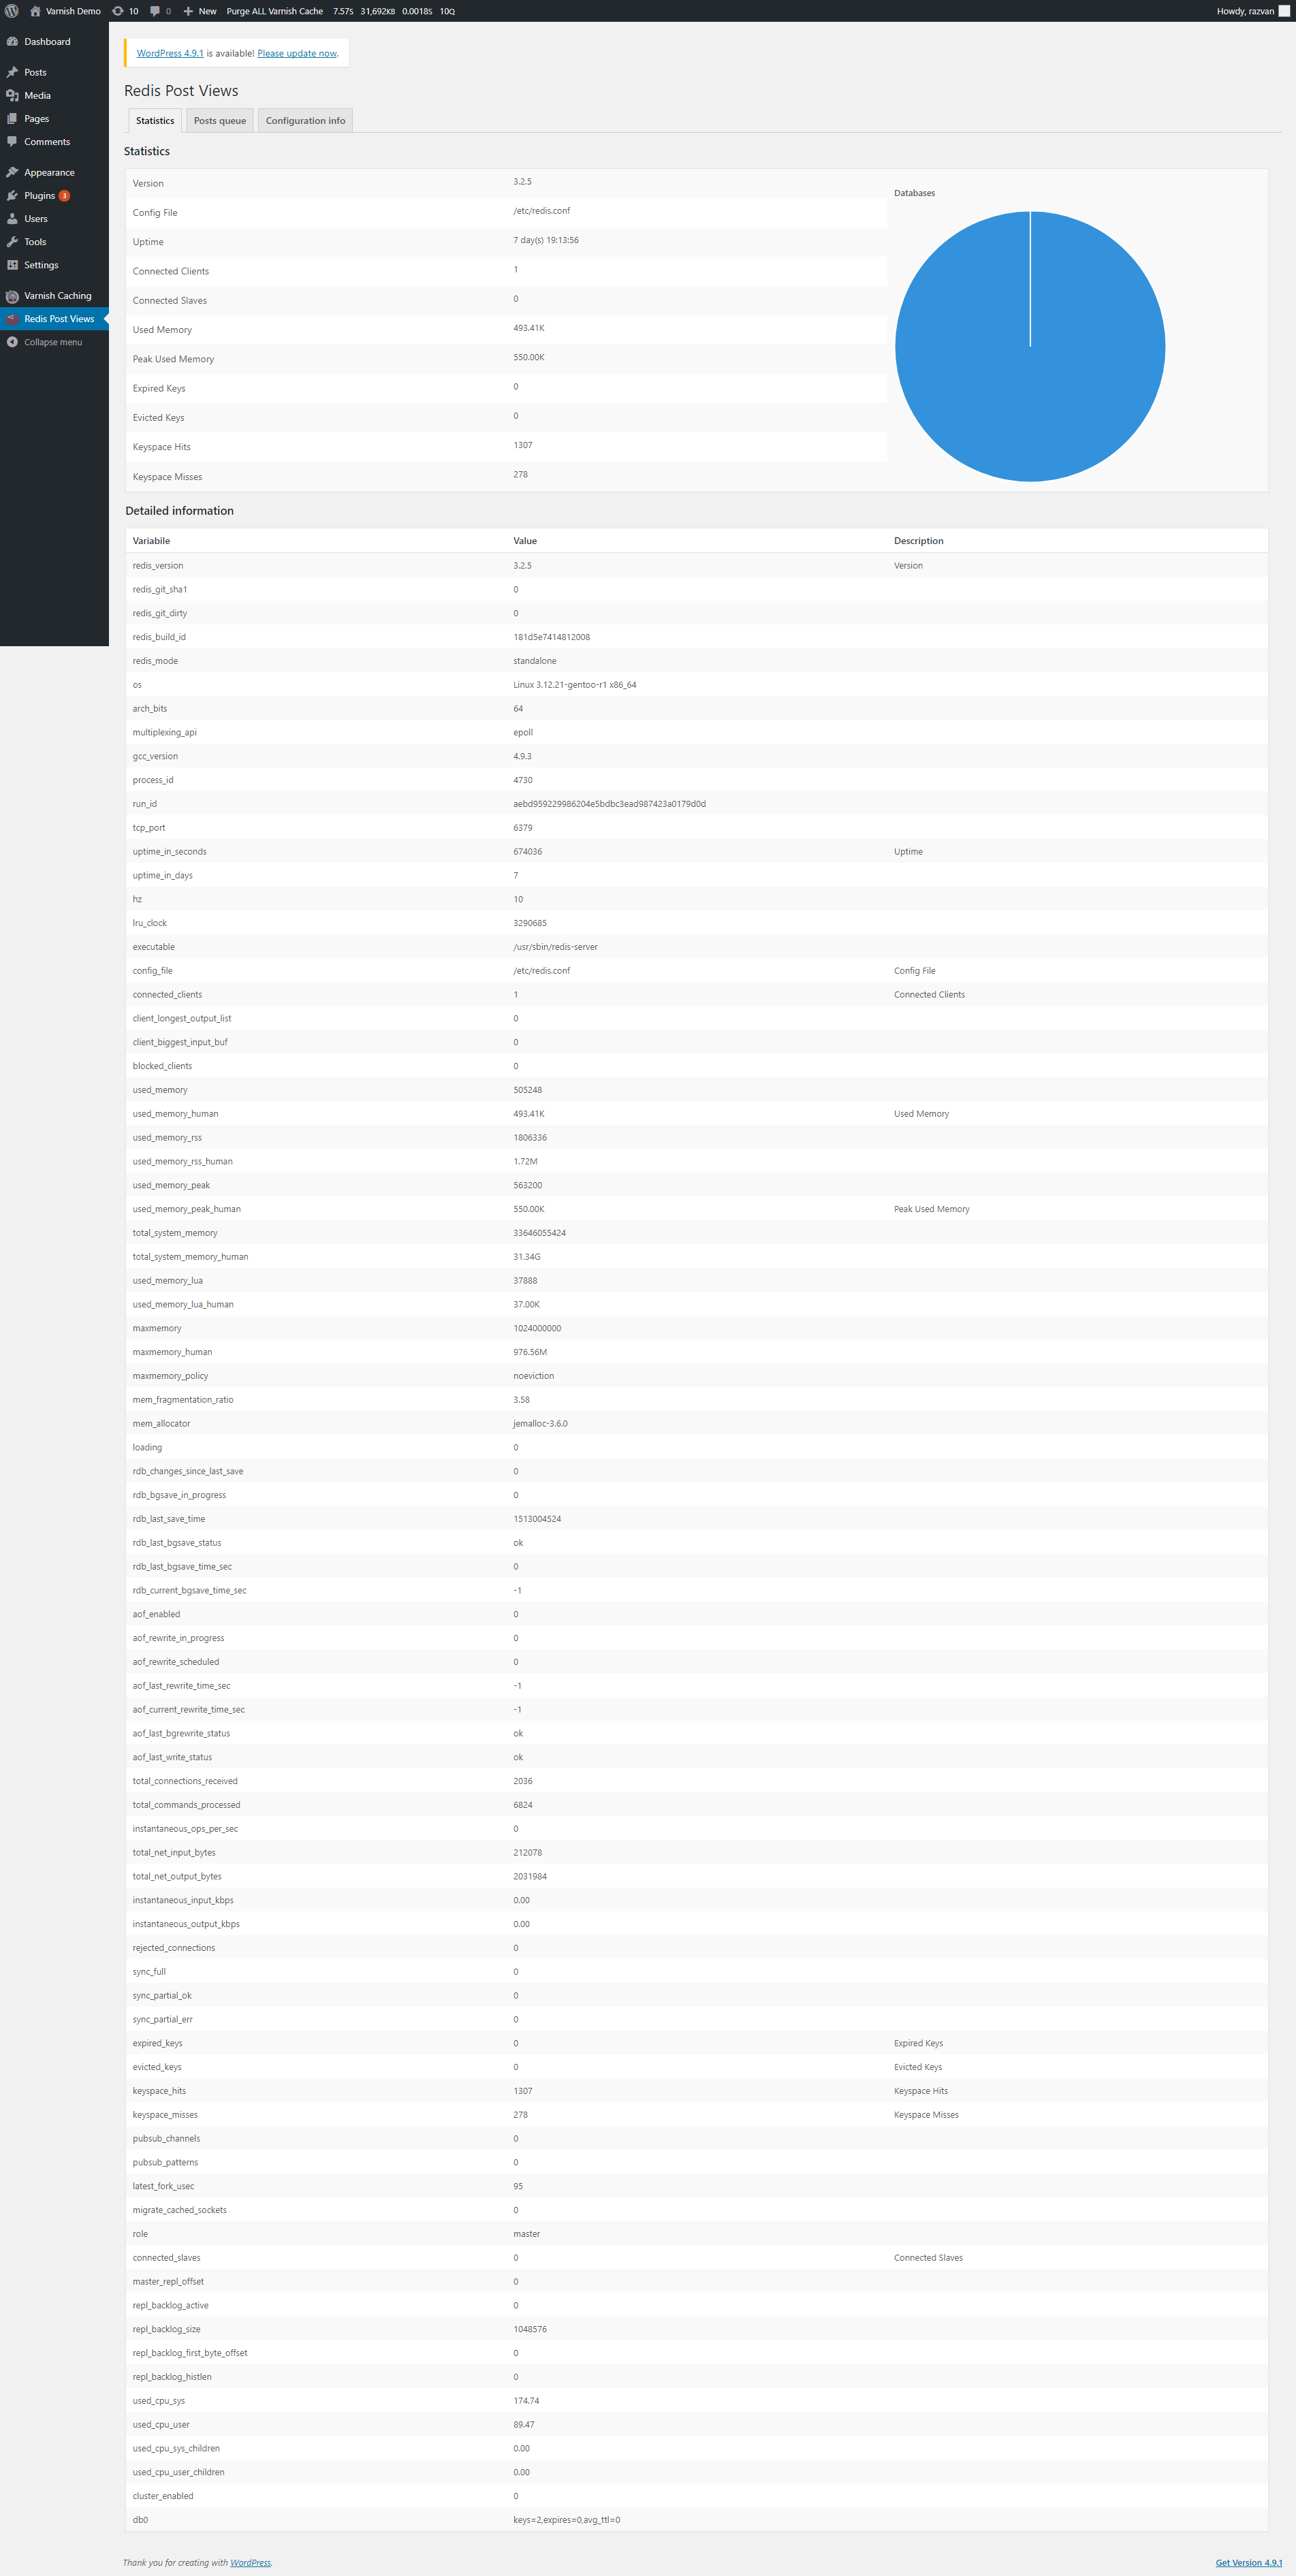 Varnish Demo 10 0 New Purge ALL Varnish Cache 7.57S 31,692KB 0.0018S 10Q Howdy, razvan
Dashboard
Posts
Media
Pages
Comments
Appearance
Plugins 3
Users
Tools
Settings
Varnish Caching
Redis Post Views
Collapse menu
WordPress 4.9.1 is available! Please update now.
Redis Post Views
Statistics Posts queue Configuration info
Statistics
Version 3.2.5
Config File /etc/redis.conf
Uptime 7 day(s) 19:13:56
Connected Clients 1
Connected Slaves 0
Used Memory 493.41K
Peak Used Memory 550.00K
Expired Keys 0
Evicted Keys 0
Keyspace Hits 1307
Keyspace Misses 278
Databases
Detailed information
Variabile Value Description
redis_version 3.2.5 Version
redis_git_sha1 0
redis_git_dirty 0
redis_build_id 181d5e7414812008
redis_mode standalone
os Linux 3.12.21-gentoo-r1 x86_64
arch_bits 64
multiplexing_api epoll
gcc_version 4.9.3
process_id 4730
run_id aebd959229986204e5bdbc3ead987423a0179d0d
tcp_port 6379
uptime_in_seconds 674036 Uptime
uptime_in_days 7
hz 10
lru_clock 3290685
executable /usr/sbin/redis-server
config_file /etc/redis.conf Config File
connected_clients 1 Connected Clients
client_longest_output_list 0
client_biggest_input_buf 0
blocked_clients 0
used_memory 505248
used_memory_human 493.41K Used Memory
used_memory_rss 1806336
used_memory_rss_human 1.72M
used_memory_peak 563200
used_memory_peak_human 550.00K Peak Used Memory
total_system_memory 33646055424
total_system_memory_human 31.34G
used_memory_lua 37888
used_memory_lua_human 37.00K
maxmemory 1024000000
maxmemory_human 976.56M
maxmemory_policy noeviction
mem_fragmentation_ratio 3.58
mem_allocator jemalloc-3.6.0
loading 0
rdb_changes_since_last_save 0
rdb_bgsave_in_progress 0
rdb_last_save_time 1513004524
rdb_last_bgsave_status ok
rdb_last_bgsave_time_sec 0
rdb_current_bgsave_time_sec -1
aof_enabled 0
aof_rewrite_in_progress 0
aof_rewrite_scheduled 0
aof_last_rewrite_time_sec -1
aof_current_rewrite_time_sec -1
aof_last_bgrewrite_status ok
aof_last_write_status ok
total_connections_received 2036
total_commands_processed 6824
instantaneous_ops_per_sec 0
total_net_input_bytes 212078
total_net_output_bytes 2031984
instantaneous_input_kbps 0.00
instantaneous_output_kbps 0.00
rejected_connections 0
sync_full 0
sync_partial_ok 0
sync_partial_err 0
expired_keys 0 Expired Keys
evicted_keys 0 Evicted Keys
keyspace_hits 1307 Keyspace Hits
keyspace_misses 278 Keyspace Misses
pubsub_channels 0
pubsub_patterns 0
latest_fork_usec 95
migrate_cached_sockets 0
role master
connected_slaves 0 Connected Slaves
master_repl_offset 0
repl_backlog_active 0
repl_backlog_size 1048576
repl_backlog_first_byte_offset 0
repl_backlog_histlen 0
used_cpu_sys 174.74
used_cpu_user 89.47
used_cpu_sys_children 0.00
used_cpu_user_children 0.00
cluster_enabled 0
db0 keys=2,expires=0,avg_ttl=0
Thank you for creating with WordPress. Get Version 4.9.1